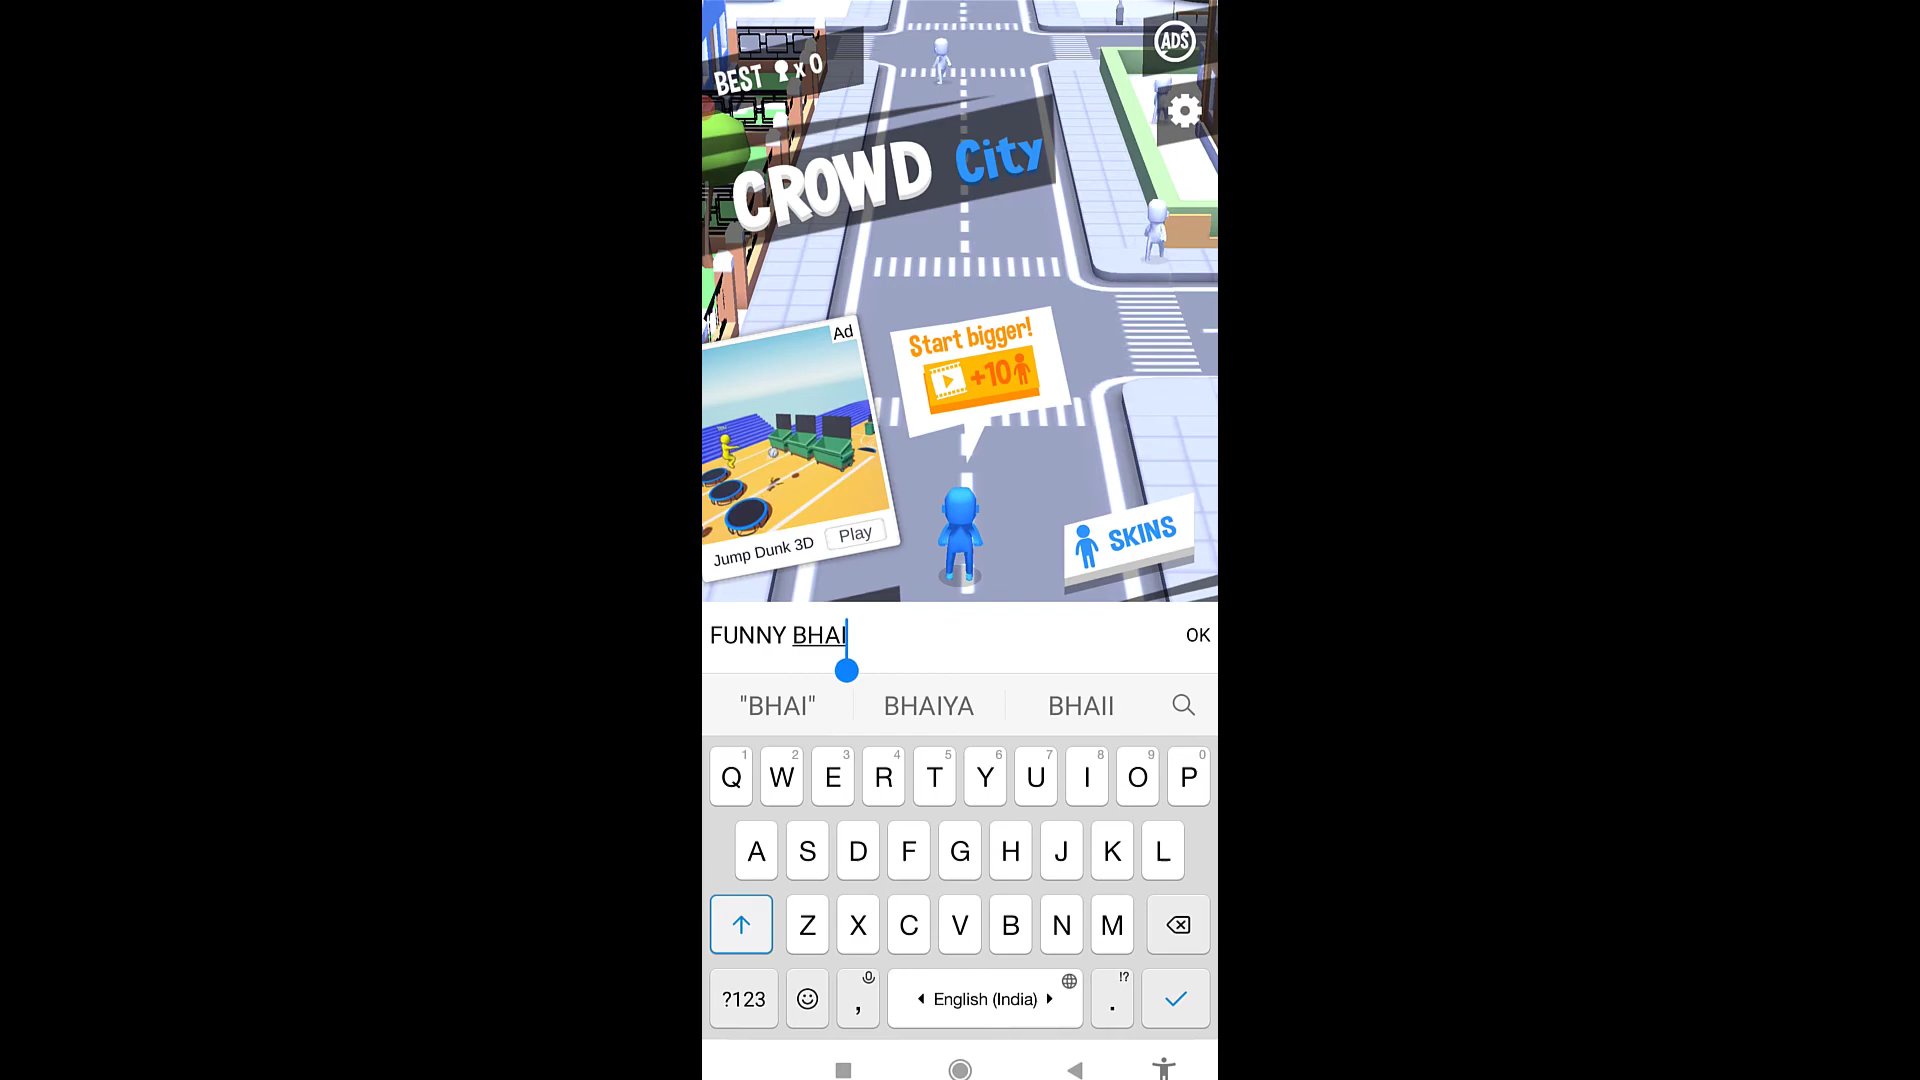 ADS
BEST x 0
CROWD City
Ad
Start bigger!
+10
Jump Dunk 3D Play
SKINS
FUNNY BHAI
OK
"BHAI" BHAIYA BHAII
1 2 3 4 5 6 7 8 9 0
Q W E R T Y U I O P
A S D F G H J K L
Z X C V B N M
!?
?123 , English (India) .